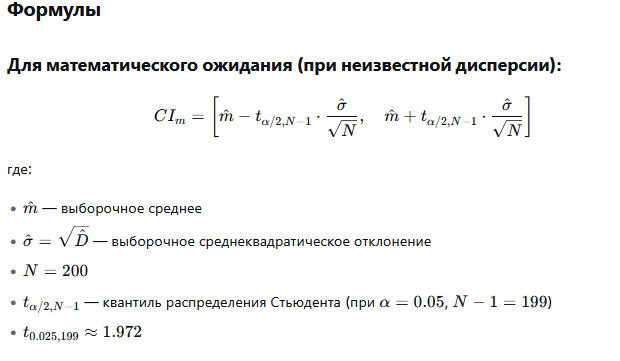 Формулы
Для математического ожидания (при неизвестной дисперсии):
$CI_m = \left[ \hat{m} - t_{\alpha/2, N-1} \cdot \frac{\hat{\sigma}}{\sqrt{N}}, \quad \hat{m} + t_{\alpha/2, N-1} \cdot \frac{\hat{\sigma}}{\sqrt{N}} \right]$
где:
• $\hat{m}$ — выборочное среднее
• $\hat{\sigma} = \sqrt{\hat{D}}$ — выборочное среднеквадратическое отклонение
• $N = 200$
• $t_{\alpha/2, N-1}$ — квантиль распределения Стьюдента (при $\alpha = 0.05$, $N - 1 = 199$)
• $t_{0.025, 199} \approx 1.972$